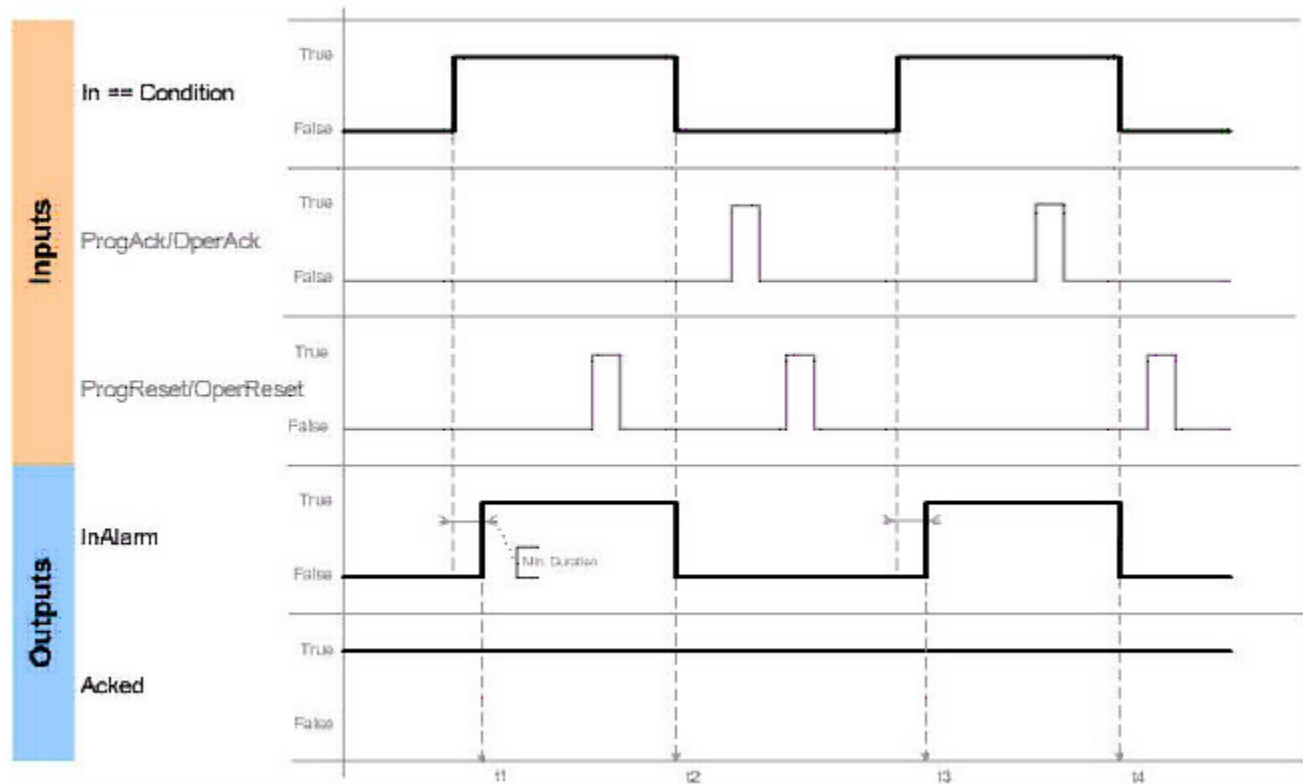 Inputs
In == Condition
True
False
ProgAck/OperAck
True
False
ProgReset/OperReset
True
False
Outputs
InAlarm
True
False
Min. Duration
Acked
True
False
t1
t2
t3
t4